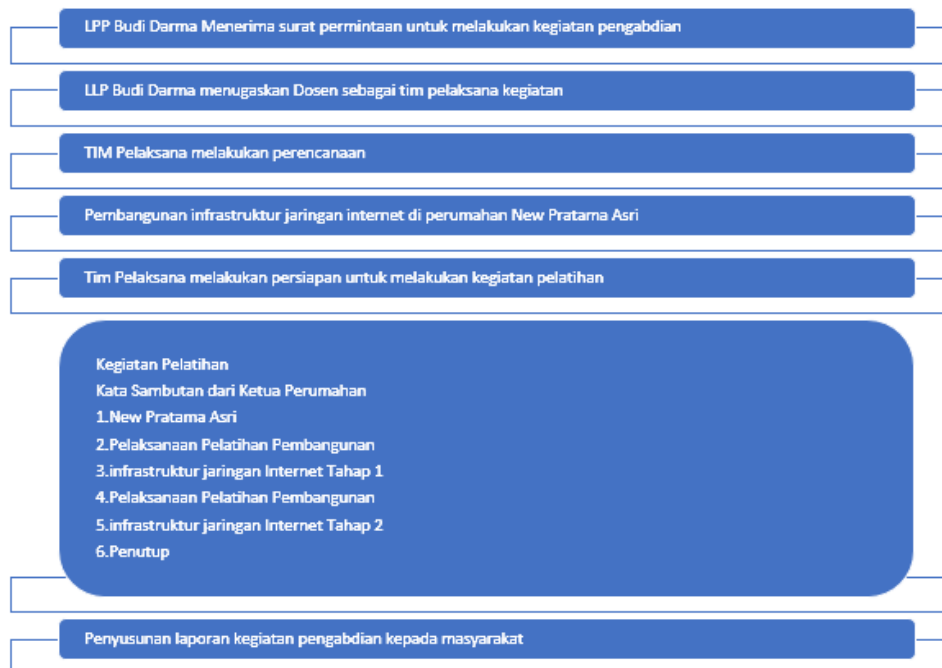 LPP Budi Darma Menerima surat permintaan untuk melakukan kegiatan pengabdian
LLP Budi Darma menugaskan Dosen sebagai tim pelaksana kegiatan
TIM Pelaksana melakukan perencanaan
Pembangunan infrastruktur jaringan internet di perumahan New Pratama Asri
Tim Pelaksana melakukan persiapan untuk melakukan kegiatan pelatihan
Kegiatan Pelatihan
Kata Sambutan dari Ketua Perumahan
1.New Pratama Asri
2.Pelaksanaan Pelatihan Pembangunan
3.infrastruktur jaringan Internet Tahap 1
4.Pelaksanaan Pelatihan Pembangunan
5.infrastruktur jaringan Internet Tahap 2
6.Penutup
Penyusunan laporan kegiatan pengabdian kepada masyarakat